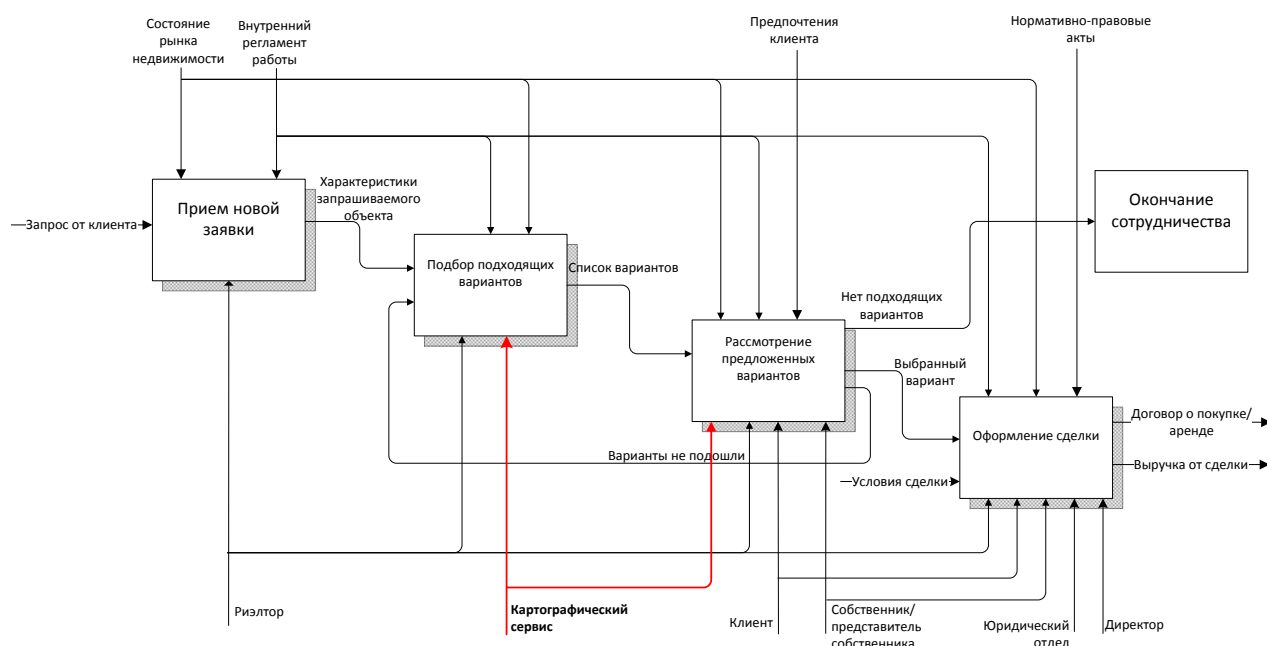 Состояние
рынка
недвижимости
Внутренний
регламент
работы
Предпочтения
клиента
Нормативно-правовые
акты
Запрос от клиента
Прием новой
заявки
Характеристики
запрашиваемого
объекта
Подбор подходящих
вариантов
Список вариантов
Рассмотрение
предложенных
вариантов
Нет подходящих
вариантов
Окончание
сотрудничества
Выбранный
вариант
Варианты не подошли
Условия сделки
Оформление сделки
Договор о покупке/
аренде
Выручка от сделки
Риэлтор
Картографический
сервис
Клиент
Собственник/
представитель
собственника
Юридический
отдел
Директор